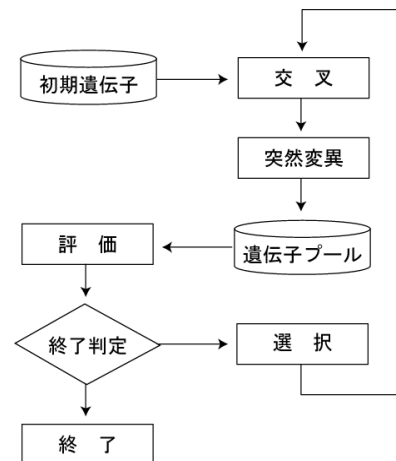 初期遺伝子
交 叉
突然変異
遺伝子プール
評 価
終了判定
選 択
終 了